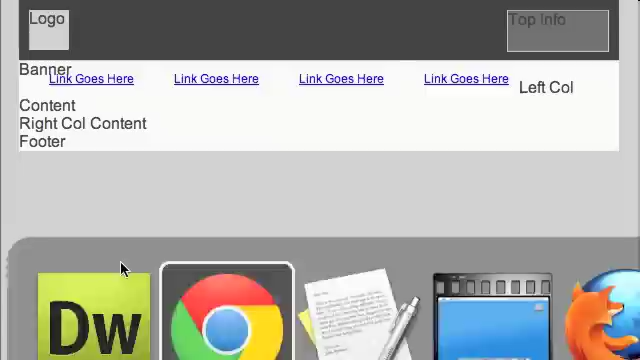 Logo
Top Info
Banner
Link Goes Here Link Goes Here Link Goes Here Link Goes Here
Left Col
Content
Right Col Content
Footer
Dw